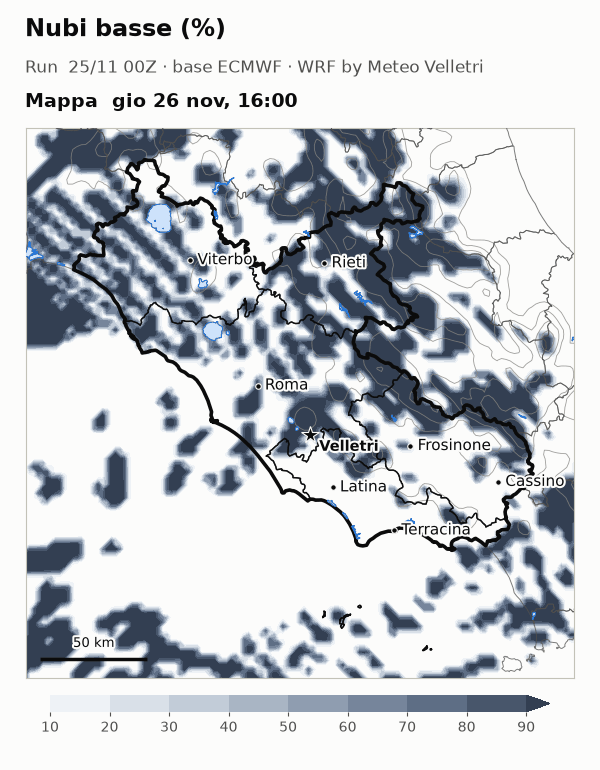 Nubi basse (%)
Run 25/11 00Z · base ECMWF · WRF by Meteo Velletri
Mappa gio 26 nov, 16:00
Viterbo
Rieti
Roma
Velletri
Frosinone
Cassino
Latina
Terracina
50 km
10 20 30 40 50 60 70 80 90